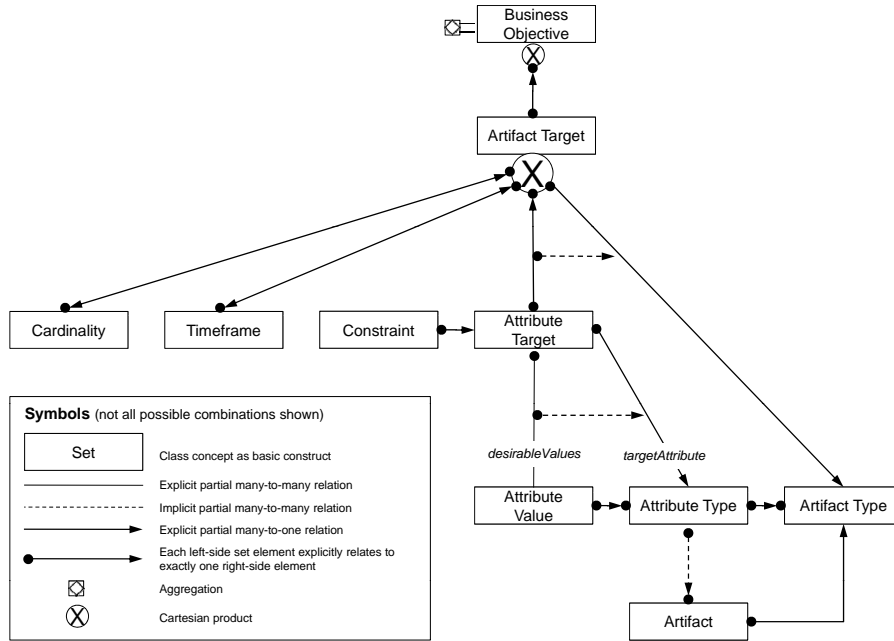 Business
Objective
X
Artifact Target
X
Cardinality
Timeframe
Constraint
Attribute
Target
desirableValues
targetAttribute
Attribute
Value
Attribute Type
Artifact Type
Artifact
Symbols (not all possible combinations shown)
Set
Class concept as basic construct
Explicit partial many-to-many relation
Implicit partial many-to-many relation
Explicit partial many-to-one relation
Each left-side set element explicitly relates to
exactly one right-side element
Aggregation
X
Cartesian product